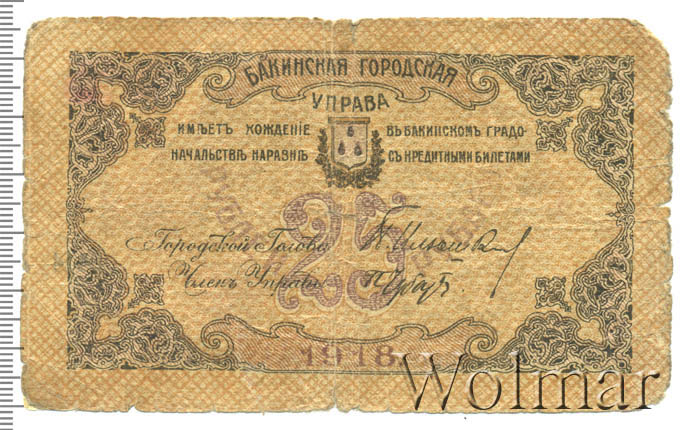 БАКИНСКАЯ ГОРОДСКАЯ
УПРАВА
ИМѢЕТЪ ХОЖДЕНІЕ ВЪ БАКИНСКОМЪ ГРАДО-
НАЧАЛЬСТВѢ НАРАВНѢ СЪ КРЕДИТНЫМИ БИЛЕТАМИ
25
Городской Голова
Членъ Управы
1918
Wolmar